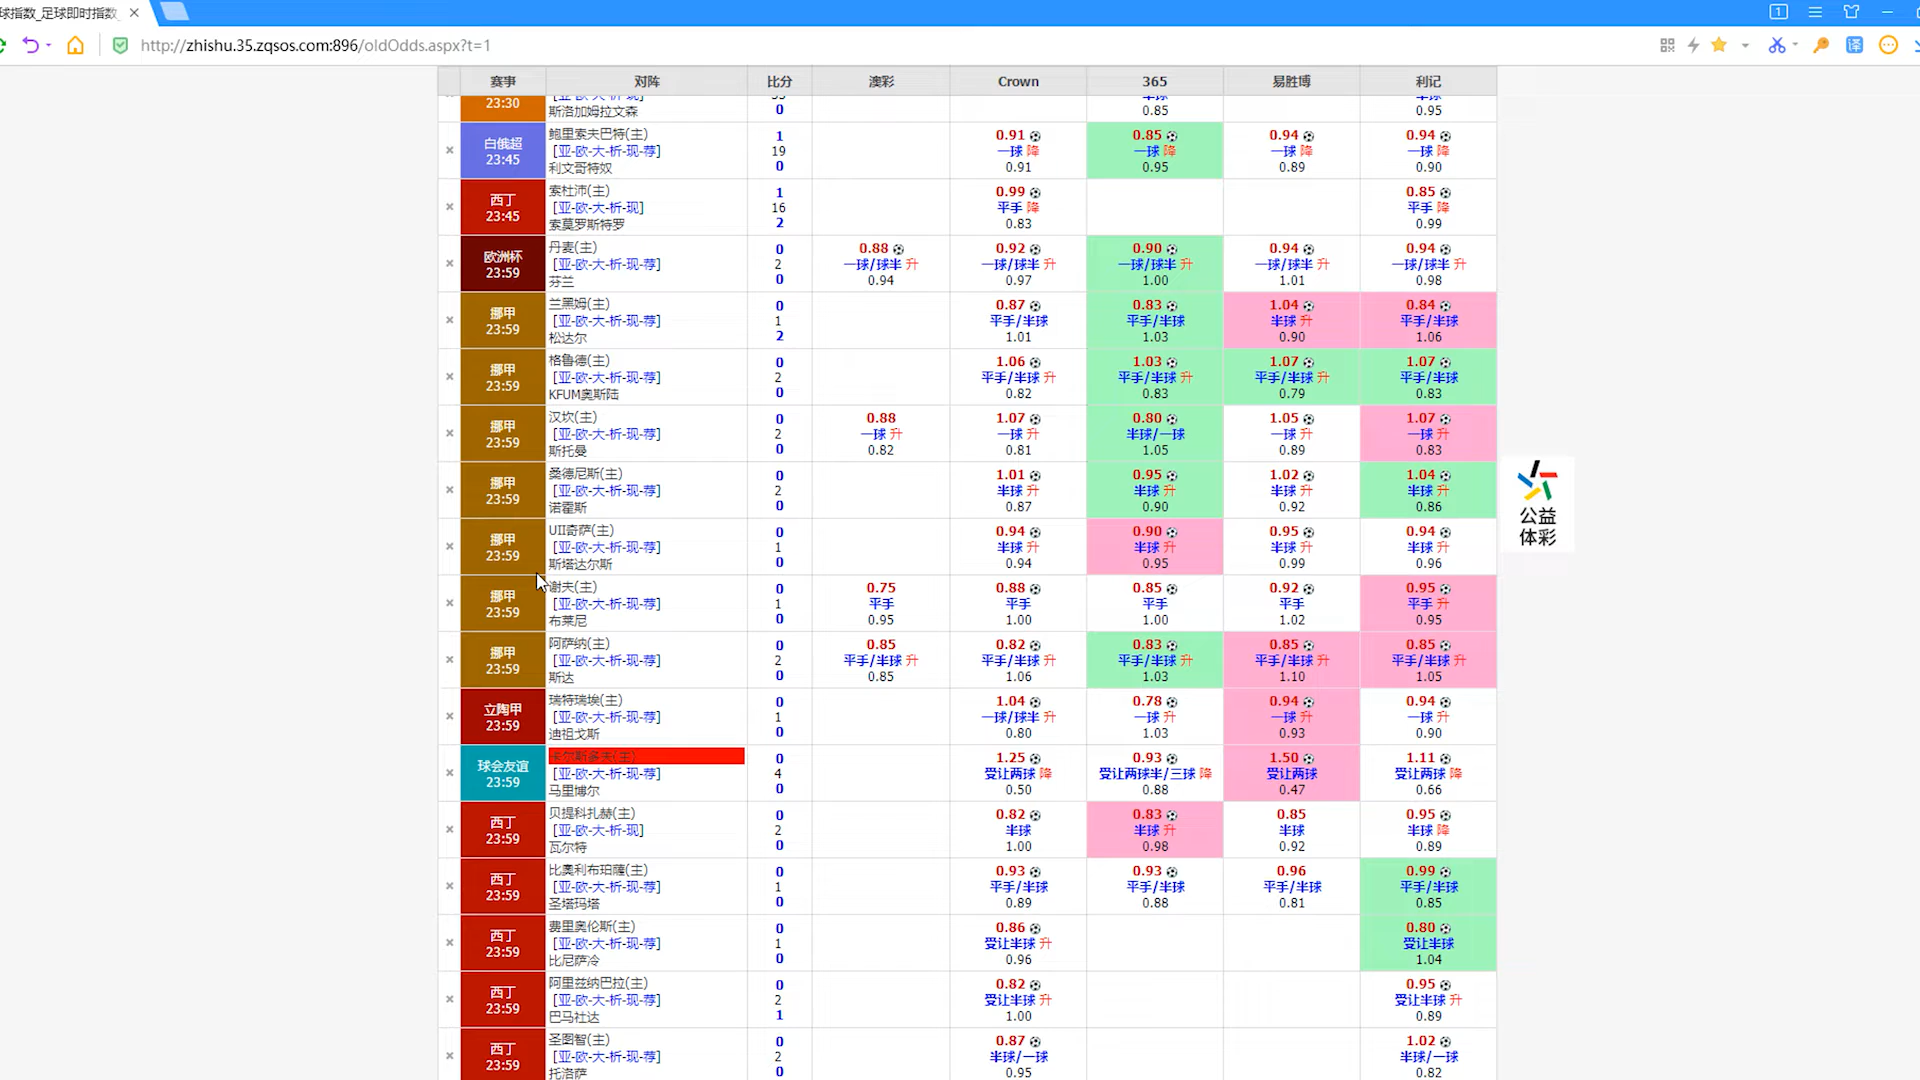 球指数_足球即时指数
http://zhishu.35.zqsos.com:896/oldOdds.aspx?t=1
赛事 对阵 比分 澳彩 Crown 365 易胜博 利记
23:30 斯洛加姆拉文森 0 0.85 0.95
白俄超 23:45
鲍里索夫巴特(主) 1 0.91 0.85 0.94 0.94
[亚-欧-大-析-现-荐] 19 一球 降 一球 降 一球 降 一球 降
利文哥特奴 0 0.91 0.95 0.89 0.90
西丁 23:45
索杜沛(主) 1 0.99 0.85
[亚-欧-大-析-现] 16 平手 降 平手 降
索莫罗斯特罗 2 0.83 0.99
欧洲杯 23:59
丹麦(主) 0 0.88 0.92 0.90 0.94 0.94
[亚-欧-大-析-现-荐] 2 一球/球半 升 一球/球半 升 一球/球半 升 一球/球半 升 一球/球半 升
芬兰 0 0.94 0.97 1.00 1.01 0.98
挪甲 23:59
兰黑姆(主) 0 0.87 0.83 1.04 0.84
[亚-欧-大-析-现-荐] 1 平手/半球 平手/半球 半球 升 平手/半球
松达尔 2 1.01 1.03 0.90 1.06
挪甲 23:59
格鲁德(主) 0 1.06 1.03 1.07 1.07
[亚-欧-大-析-现-荐] 2 平手/半球 升 平手/半球 升 平手/半球 升 平手/半球
KFUM奥斯陆 0 0.82 0.83 0.79 0.83
挪甲 23:59
汉坎(主) 0 0.88 1.07 0.80 1.05 1.07
[亚-欧-大-析-现-荐] 2 一球 升 一球 升 半球/一球 一球 升 一球 升
斯托曼 0 0.82 0.81 1.05 0.89 0.83
挪甲 23:59
桑德尼斯(主) 0 1.01 0.95 1.02 1.04
[亚-欧-大-析-现-荐] 2 半球 升 半球 升 半球 升 半球 升
诺霍斯 0 0.87 0.90 0.92 0.86
挪甲 23:59
UII奇萨(主) 0 0.94 0.90 0.95 0.94
[亚-欧-大-析-现-荐] 1 半球 升 半球 升 半球 升 半球 升
斯塔达尔斯 0 0.94 0.95 0.99 0.96
挪甲 23:59
谢夫(主) 0 0.75 0.88 0.85 0.92 0.95
[亚-欧-大-析-现-荐] 1 平手 平手 平手 平手 平手 升
布莱尼 0 0.95 1.00 1.00 1.02 0.95
挪甲 23:59
阿萨纳(主) 0 0.85 0.82 0.83 0.85 0.85
[亚-欧-大-析-现-荐] 2 平手/半球 升 平手/半球 升 平手/半球 升 平手/半球 升 平手/半球 升
斯达 0 0.85 1.06 1.03 1.10 1.05
立陶甲 23:59
瑞特瑞埃(主) 0 1.04 0.78 0.94 0.94
[亚-欧-大-析-现-荐] 1 一球/球半 升 一球 升 一球 升 一球 升
迪祖戈斯 0 0.80 1.03 0.93 0.90
球会友谊 23:59
卡尔斯多夫(主) 0 1.25 0.93 1.50 1.11
[亚-欧-大-析-现-荐] 4 受让两球 降 受让两球半/三球 降 受让两球 受让两球 降
马里博尔 0 0.50 0.88 0.47 0.66
西丁 23:59
贝提科扎赫(主) 0 0.82 0.83 0.85 0.95
[亚-欧-大-析-现] 2 半球 半球 升 半球 半球 降
瓦尔特 0 1.00 0.98 0.92 0.89
西丁 23:59
比奥利布珀薩(主) 0 0.93 0.93 0.96 0.99
[亚-欧-大-析-现-荐] 1 平手/半球 平手/半球 平手/半球 平手/半球
圣塔玛塔 0 0.89 0.88 0.81 0.85
西丁 23:59
费里奥伦斯(主) 0 0.86 0.80
[亚-欧-大-析-现-荐] 1 受让半球 升 受让半球
比尼萨冷 0 0.96 1.04
西丁 23:59
阿里兹纳巴拉(主) 0 0.82 0.95
[亚-欧-大-析-现-荐] 2 受让半球 升 受让半球 升
巴马社达 1 1.00 0.89
西丁 23:59
圣图智(主) 0 0.87 1.02
[亚-欧-大-析-现-荐] 2 半球/一球 半球/一球
托洛萨 0 0.95 0.82
公益
体彩